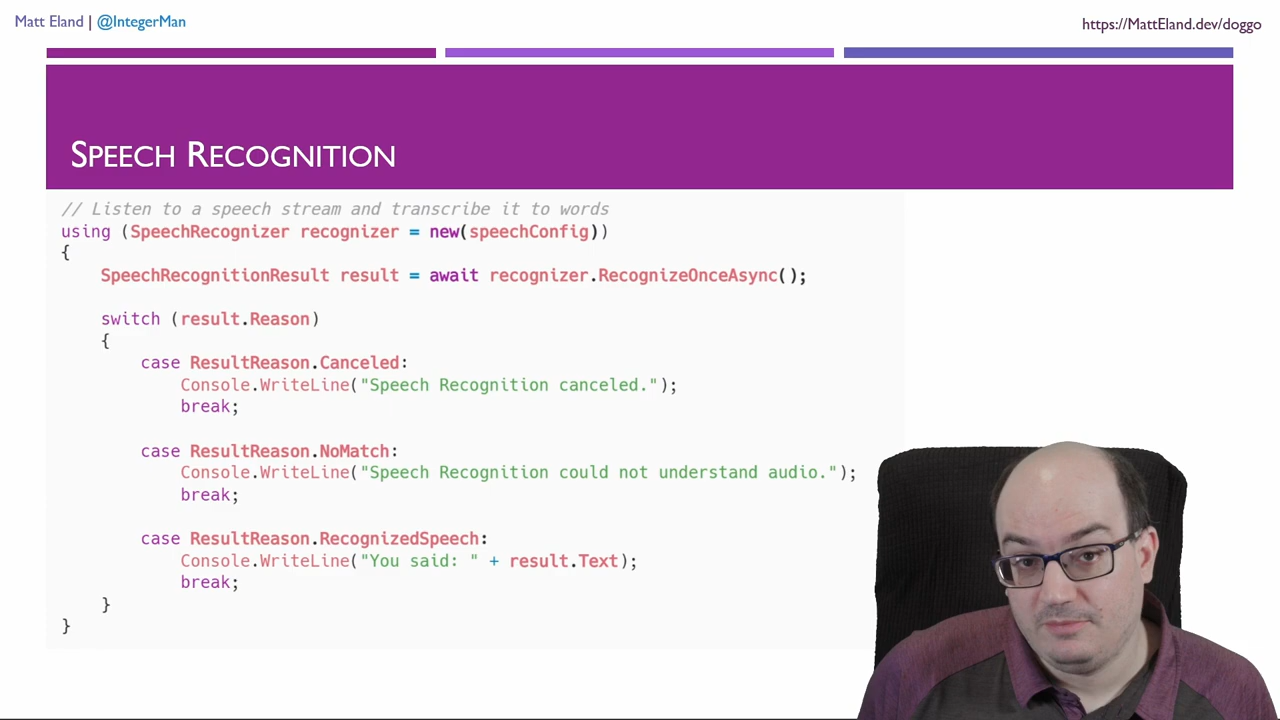 Matt Eland | @IntegerMan
https://MattEland.dev/doggo
SPEECH RECOGNITION
// Listen to a speech stream and transcribe it to words
using (SpeechRecognizer recognizer = new(speechConfig))
{
    SpeechRecognitionResult result = await recognizer.RecognizeOnceAsync();
    switch (result.Reason)
    {
        case ResultReason.Canceled:
            Console.WriteLine("Speech Recognition canceled.");
            break;
        case ResultReason.NoMatch:
            Console.WriteLine("Speech Recognition could not understand audio.");
            break;
        case ResultReason.RecognizedSpeech:
            Console.WriteLine("You said: " + result.Text);
            break;
    }
}